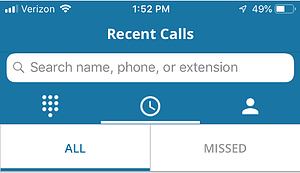 Verizon 1:52 PM 49%
Recent Calls
Search name, phone, or extension
ALL MISSED